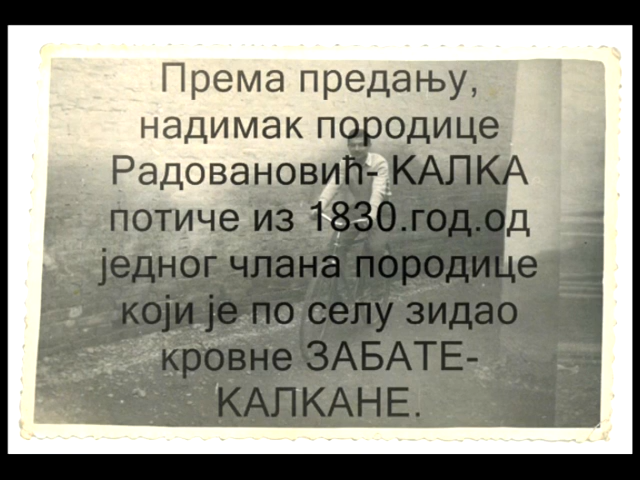 Према предању,
надимак породице
Радовановић- КАЛКА
потиче из 1830.год.од
једног члана породице
који је по селу зидао
кровне ЗАБАТЕ-
КАЛКАНЕ.